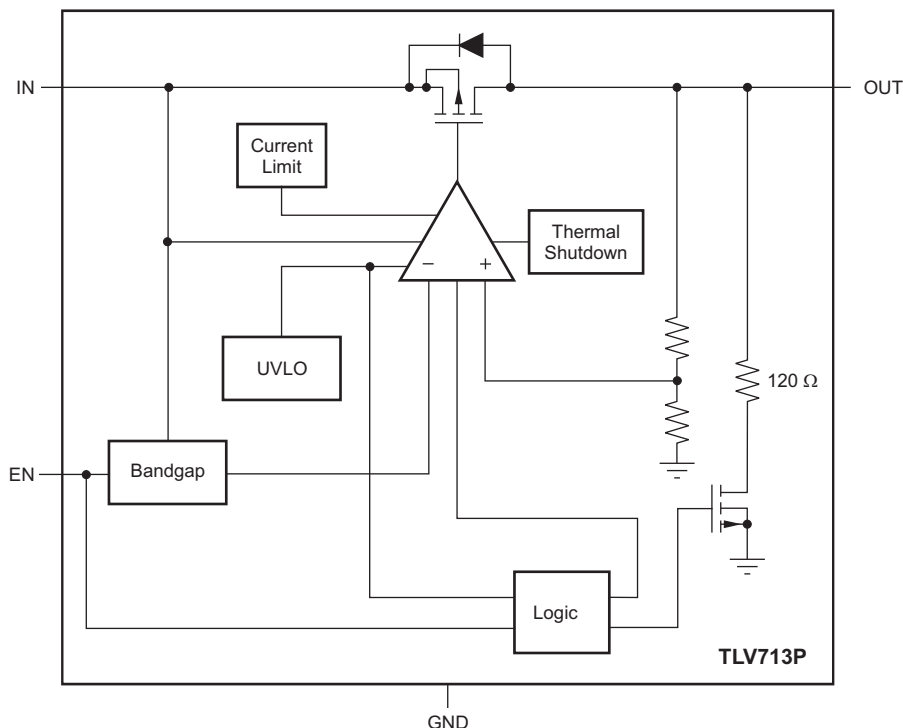 IN
OUT
Current
Limit
Thermal
Shutdown
−
+
UVLO
120 Ω
EN
Bandgap
Logic
TLV713P
GND